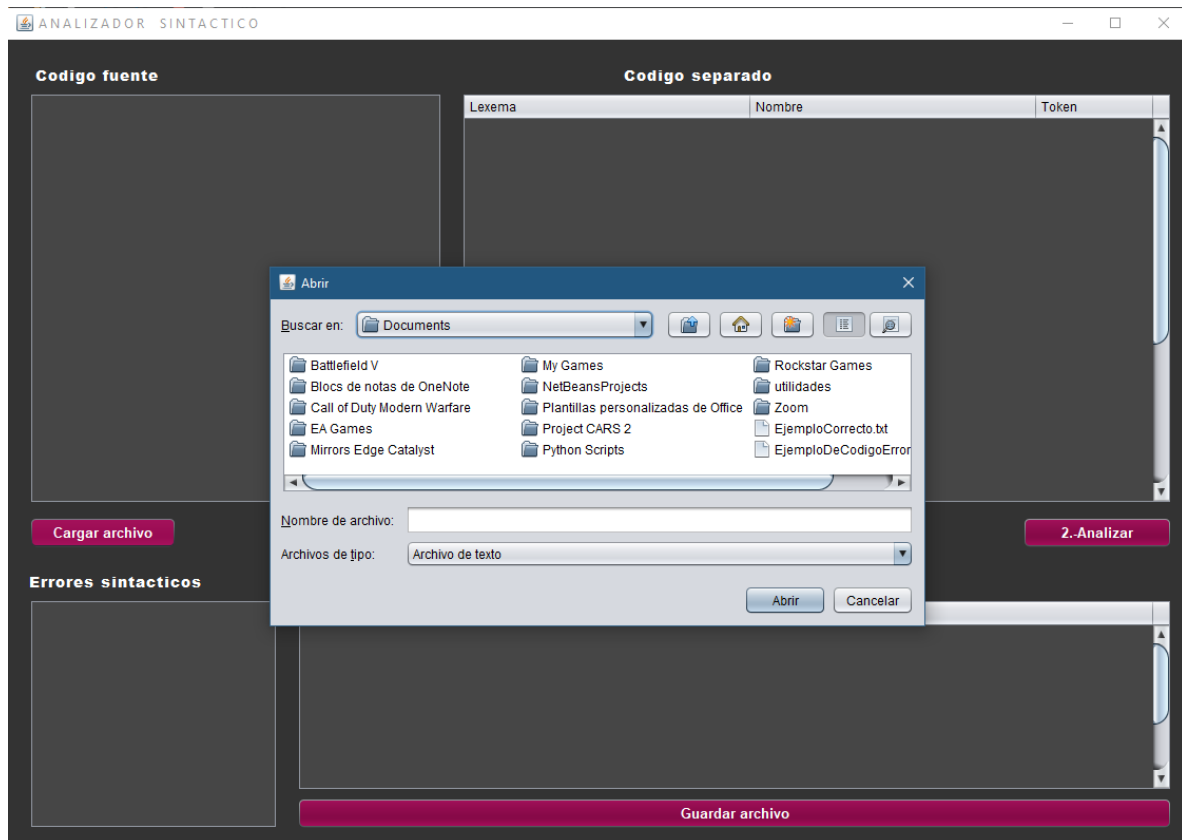 ANALIZADOR SINTACTICO
Codigo fuente
Codigo separado
Lexema Nombre Token
Abrir
Buscar en: Documents
Battlefield V My Games Rockstar Games
Blocs de notas de OneNote NetBeansProjects utilidades
Call of Duty Modern Warfare Plantillas personalizadas de Office Zoom
EA Games Project CARS 2 EjemploCorrecto.txt
Mirrors Edge Catalyst Python Scripts EjemploDeCodigoError
Nombre de archivo:
Archivos de tipo: Archivo de texto
Abrir Cancelar
Cargar archivo
2.-Analizar
Errores sintacticos
Guardar archivo